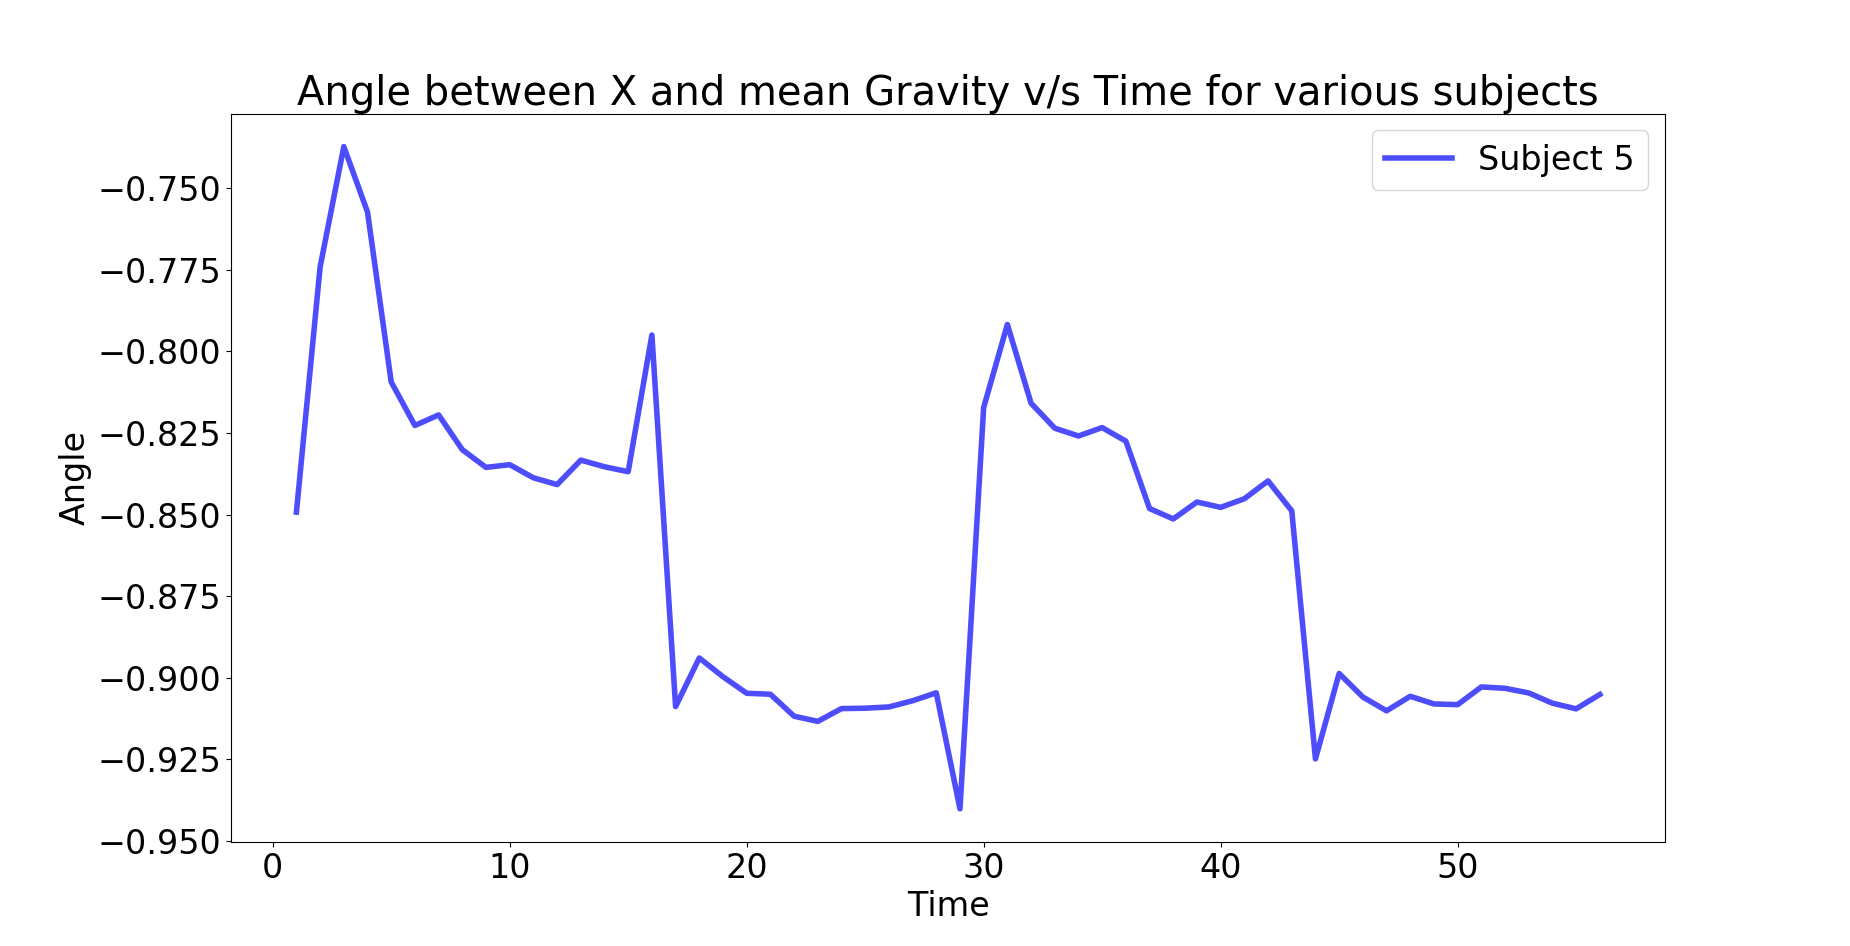 Angle between X and mean Gravity v/s Time for various subjects
Subject 5
−0.750
−0.775
−0.800
−0.825
−0.850
−0.875
−0.900
−0.925
−0.950
Angle
0 10 20 30 40 50
Time